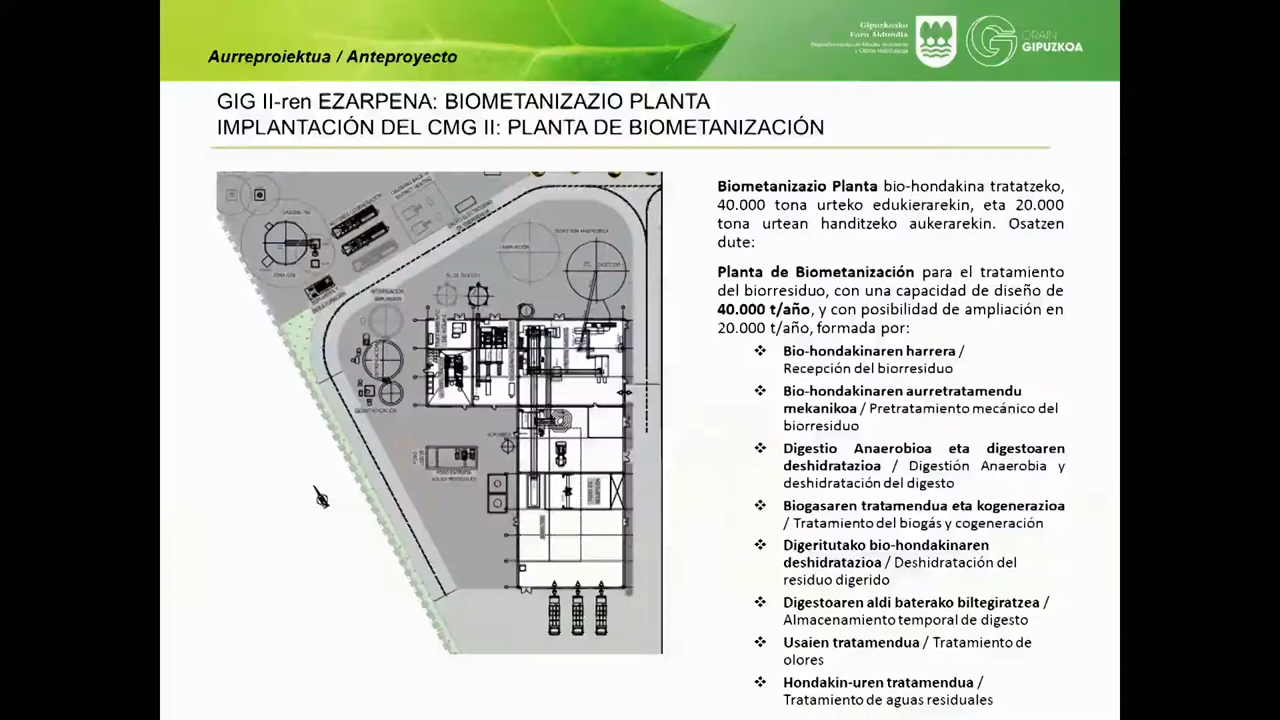 Aurreproiektua / Anteproyecto
Gipuzkoako
Foru Aldundia
ORAIN
GIPUZKOA
GIG II-ren EZARPENA: BIOMETANIZAZIO PLANTA
IMPLANTACIÓN DEL CMG II: PLANTA DE BIOMETANIZACIÓN
AMPLIACIÓN
Biometanizazio Planta bio-hondakina tratatzeko,
40.000 tona urteko edukierarekin, eta 20.000
tona urtean handitzeko aukerarekin. Osatzen
dute:
Planta de Biometanización para el tratamiento
del biorresiduo, con una capacidad de diseño de
40.000 t/año, y con posibilidad de ampliación en
20.000 t/año, formada por:
❖ Bio-hondakinaren harrera /
Recepción del biorresiduo
❖ Bio-hondakinaren aurretratamendu
mekanikoa / Pretratamiento mecánico del
biorresiduo
❖ Digestio Anaerobioa eta digestoaren
deshidratazioa / Digestión Anaerobia y
deshidratación del digesto
❖ Biogasaren tratamendua eta kogenerazioa
/ Tratamiento del biogás y cogeneración
❖ Digeritutako bio-hondakinaren
deshidratazioa / Deshidratación del
residuo digerido
❖ Digestoaren aldi baterako biltegiratzea /
Almacenamiento temporal de digesto
❖ Usaien tratamendua / Tratamiento de
olores
❖ Hondakin-uren tratamendua /
Tratamiento de aguas residuales